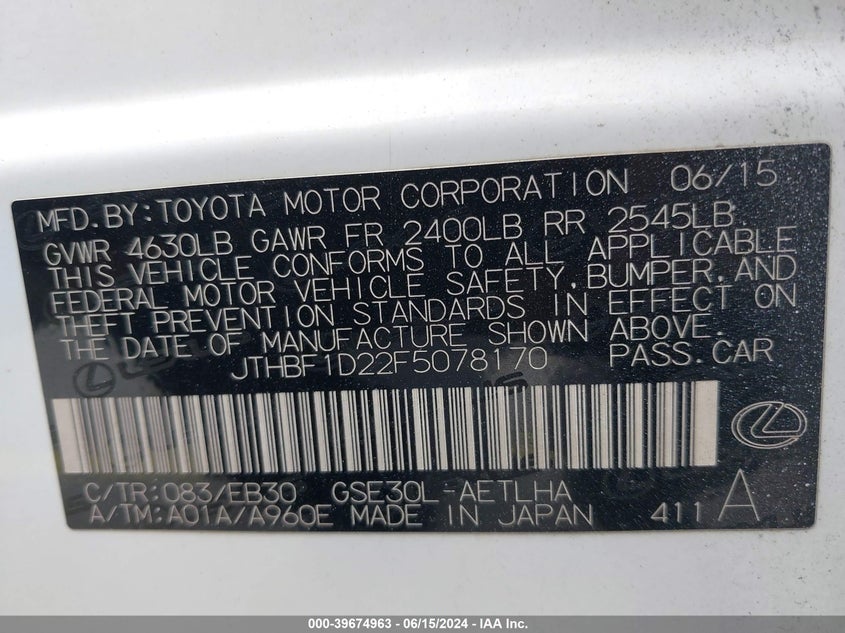 MFD.BY:TOYOTA MOTOR CORPORATION 06/15
GVWR 4630LB GAWR FR 2400LB RR 2545LB
THIS VEHICLE CONFORMS TO ALL APPLICABLE
FEDERAL MOTOR VEHICLE SAFETY,BUMPER,AND
THEFT PREVENTION STANDARDS IN EFFECT ON
THE DATE OF MANUFACTURE SHOWN ABOVE.
JTHBF1D22F5078170 PASS.CAR
C/TR:083/EB30 GSE30L-AETLHA
A/TM:A01A/A960E MADE IN JAPAN 411 A
000-39674963 - 06/15/2024 - IAA Inc.